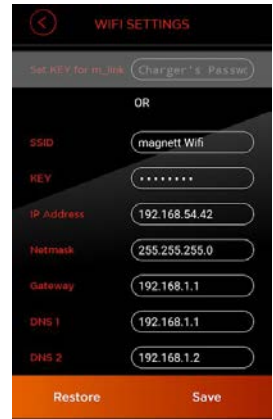 WIFI SETTINGS
Set KEY for m_link Charger's Passwo
OR
SSID magnett Wifi
KEY ••••••••
IP Address 192.168.54.42
Netmask 255.255.255.0
Gateway 192.168.1.1
DNS 1 192.168.1.1
DNS 2 192.168.1.2
Restore Save